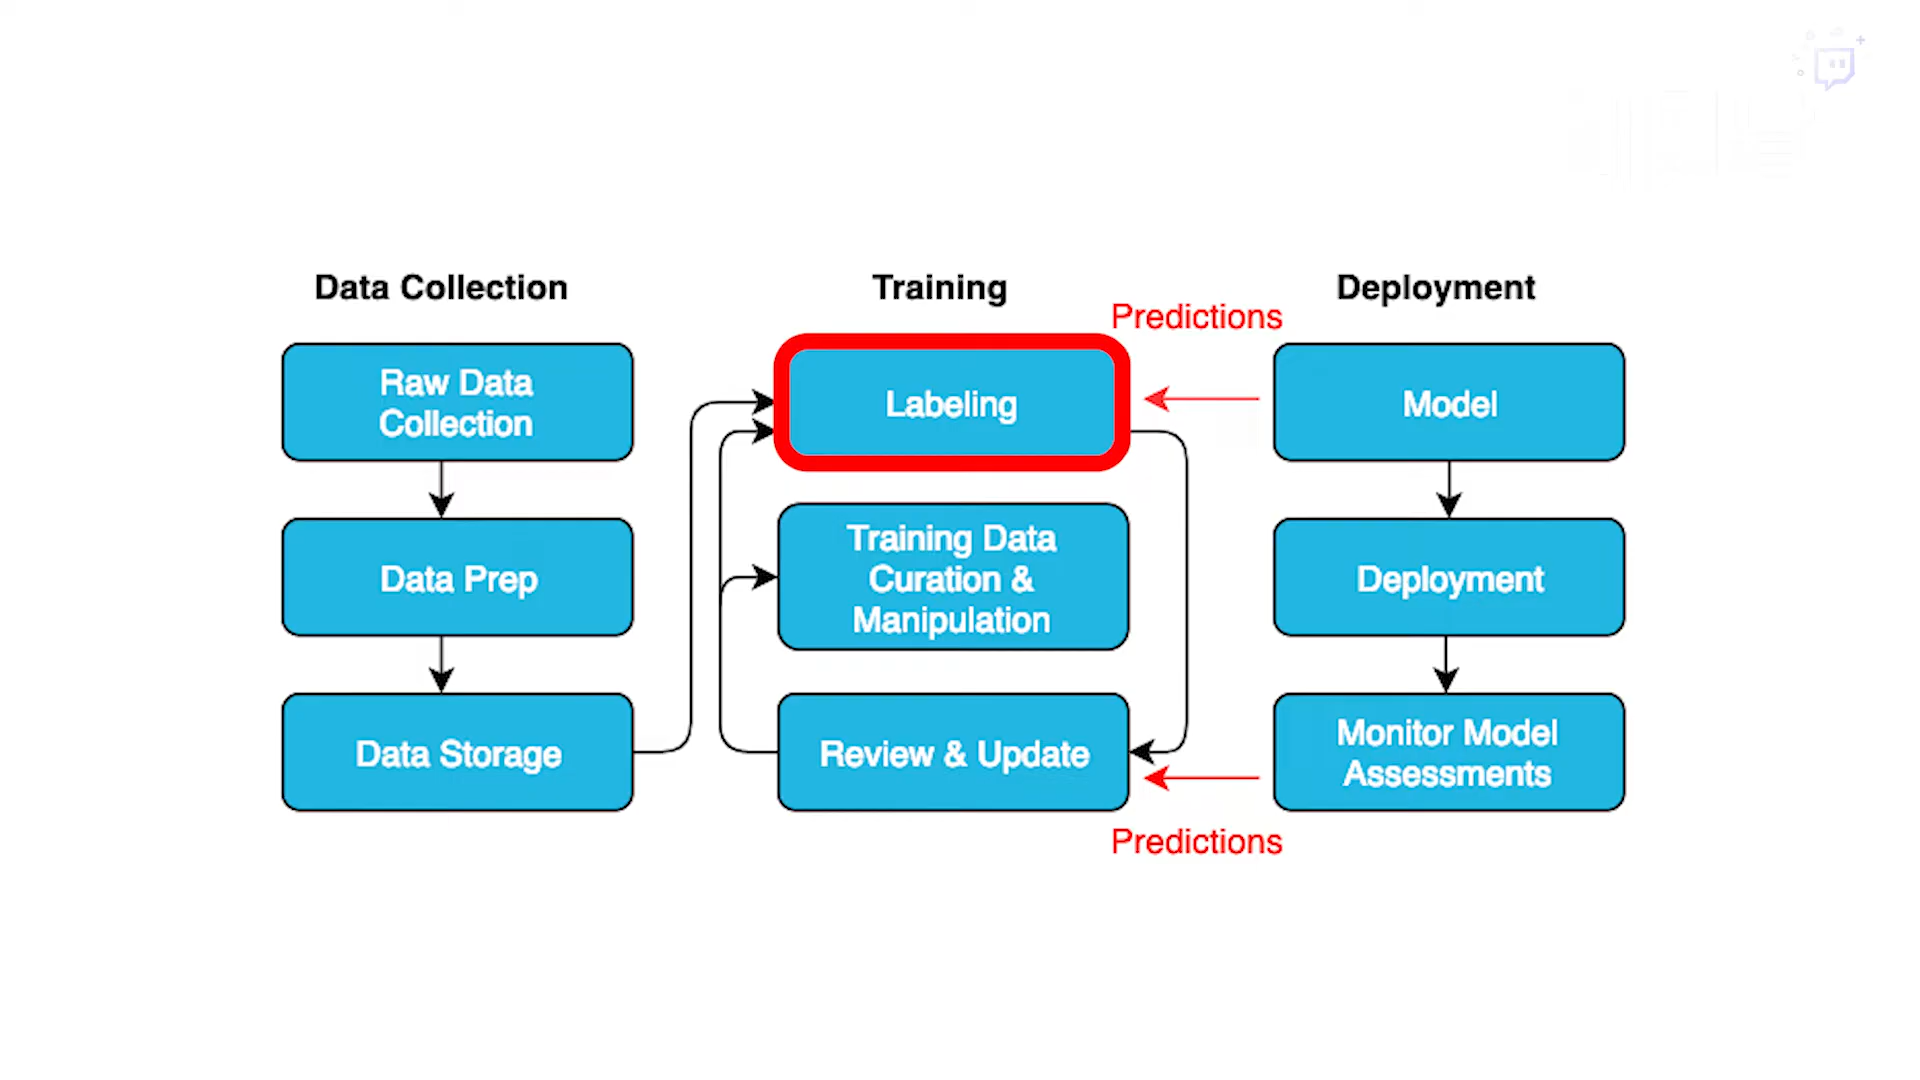 Data Collection
Training
Deployment
Predictions
Raw Data
Collection
Labeling
Model
Data Prep
Training Data
Curation &
Manipulation
Deployment
Data Storage
Review & Update
Monitor Model
Assessments
Predictions